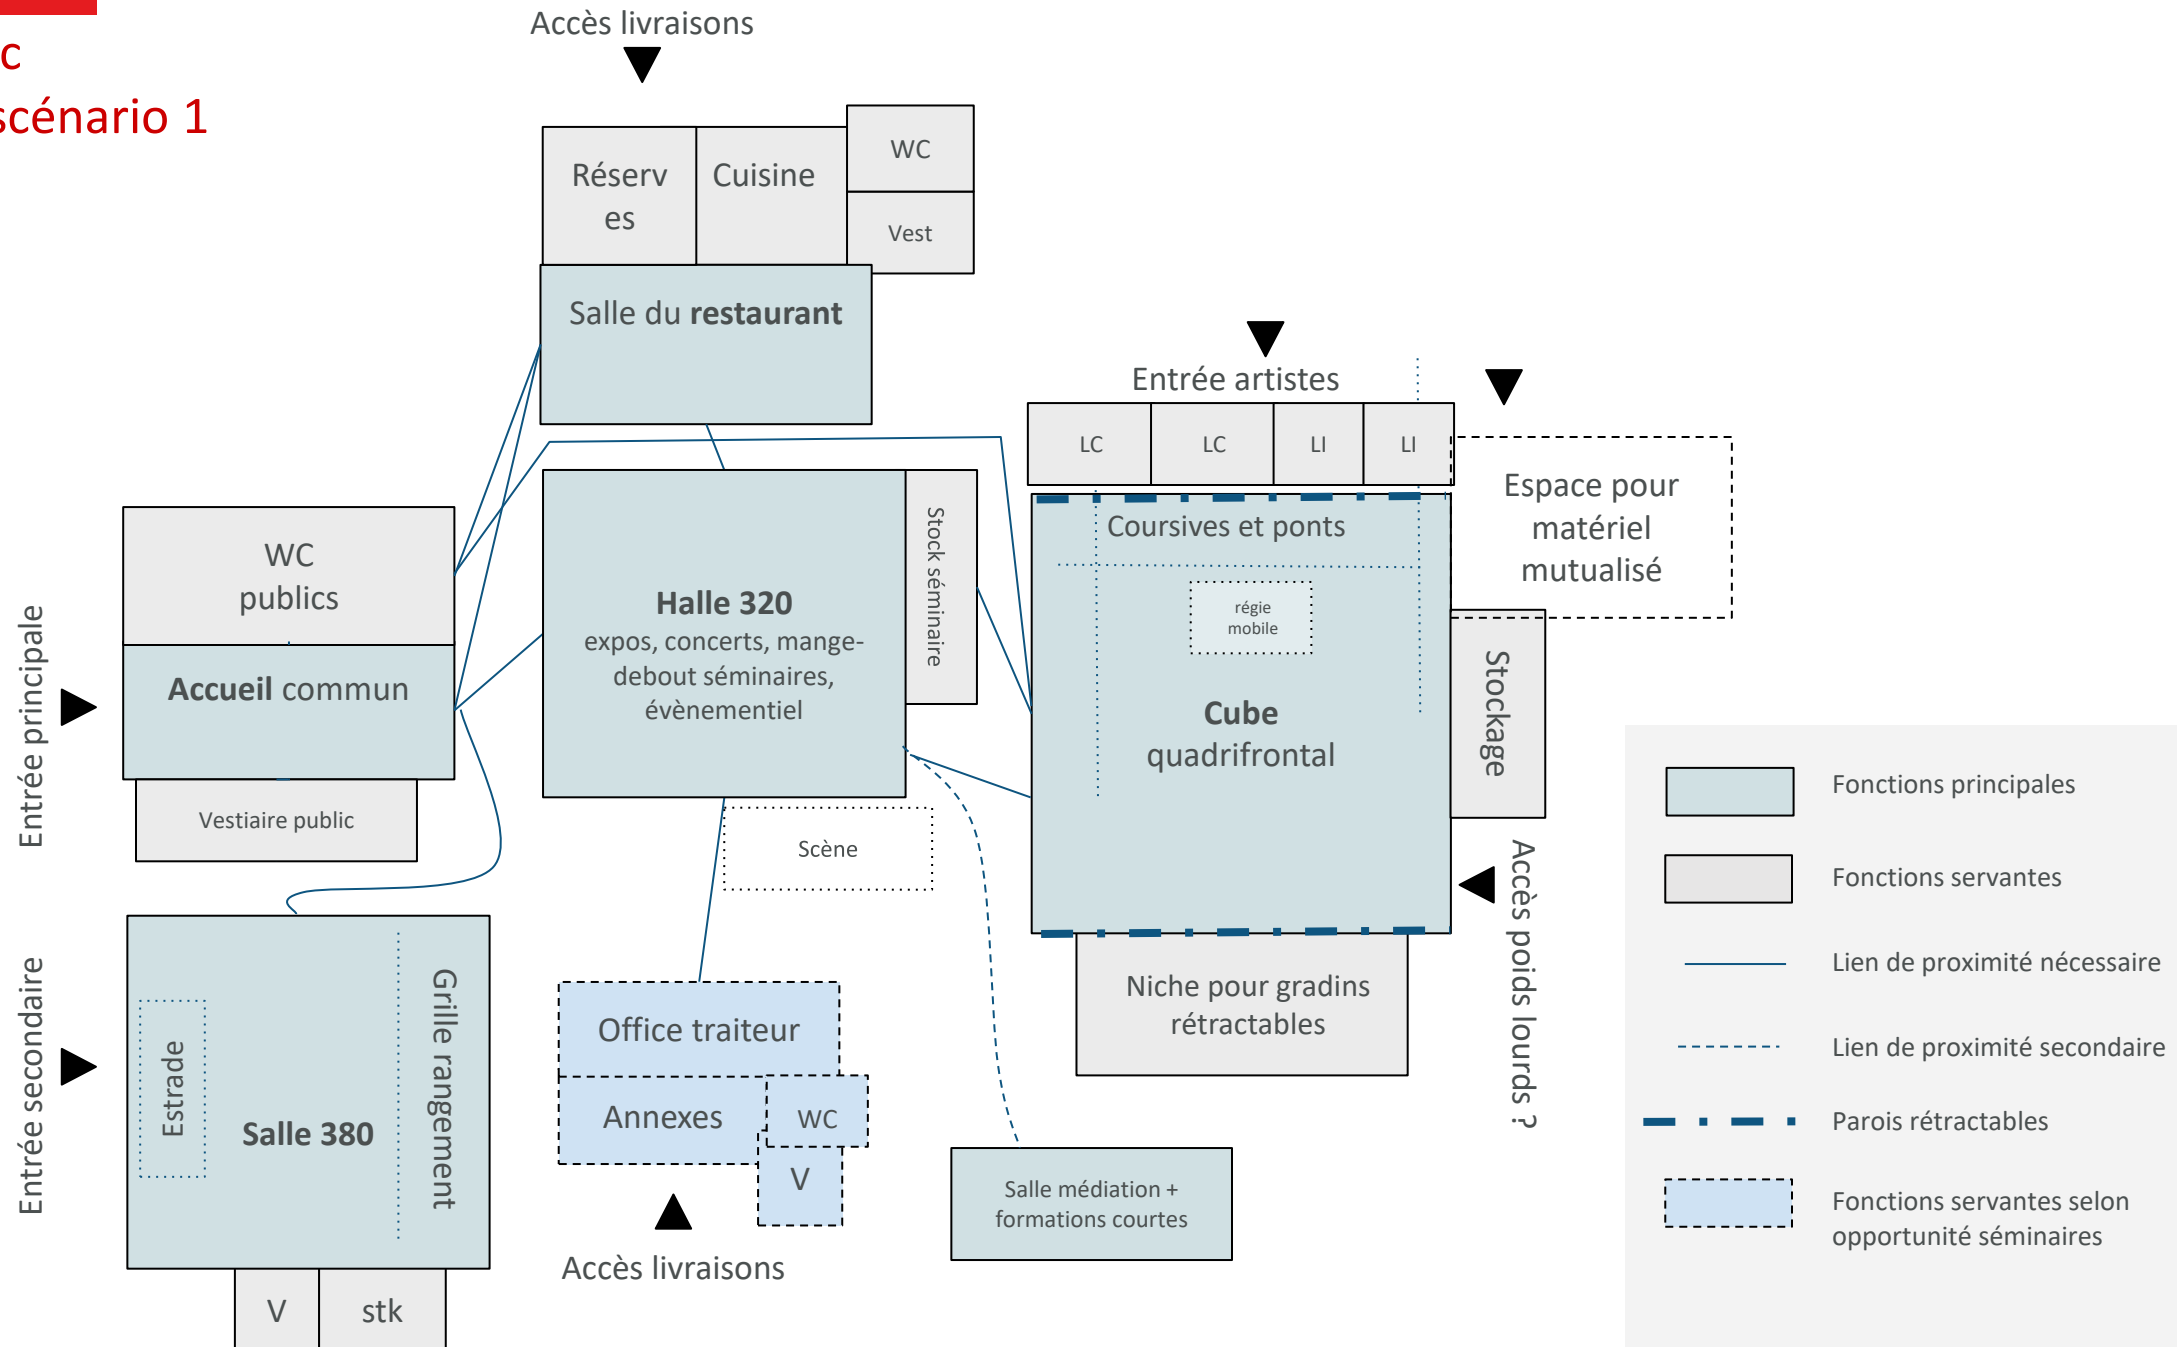 c
scénario 1
Accès livraisons
Réserv
es
Cuisine
WC
Vest
Salle du restaurant
Entrée artistes
LC
LC
LI
LI
Espace pour
matériel
mutualisé
WC
publics
Accueil commun
Vestiaire public
Entrée principale
Halle 320
expos, concerts, mange-
debout séminaires,
évènementiel
Stock séminaire
Scène
Coursives et ponts
régie
mobile
Cube
quadrifrontal
Stockage
Accès poids lourds ?
Niche pour gradins
rétractables
Entrée secondaire
Estrade
Salle 380
Grille rangement
V
stk
Office traiteur
Annexes
WC
V
Accès livraisons
Salle médiation +
formations courtes
Fonctions principales
Fonctions servantes
Lien de proximité nécessaire
Lien de proximité secondaire
Parois rétractables
Fonctions servantes selon
opportunité séminaires